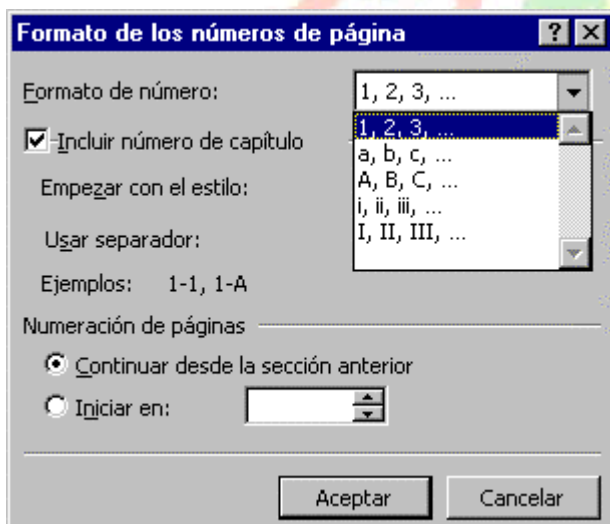 Formato de los números de página
Formato de número: 1, 2, 3, ...
1, 2, 3, ...
Incluir número de capítulo
a, b, c, ...
A, B, C, ...
Empezar con el estilo:
i, ii, iii, ...
I, II, III, ...
Usar separador:
Ejemplos: 1-1, 1-A
Numeración de páginas
Continuar desde la sección anterior
Iniciar en:
Aceptar Cancelar